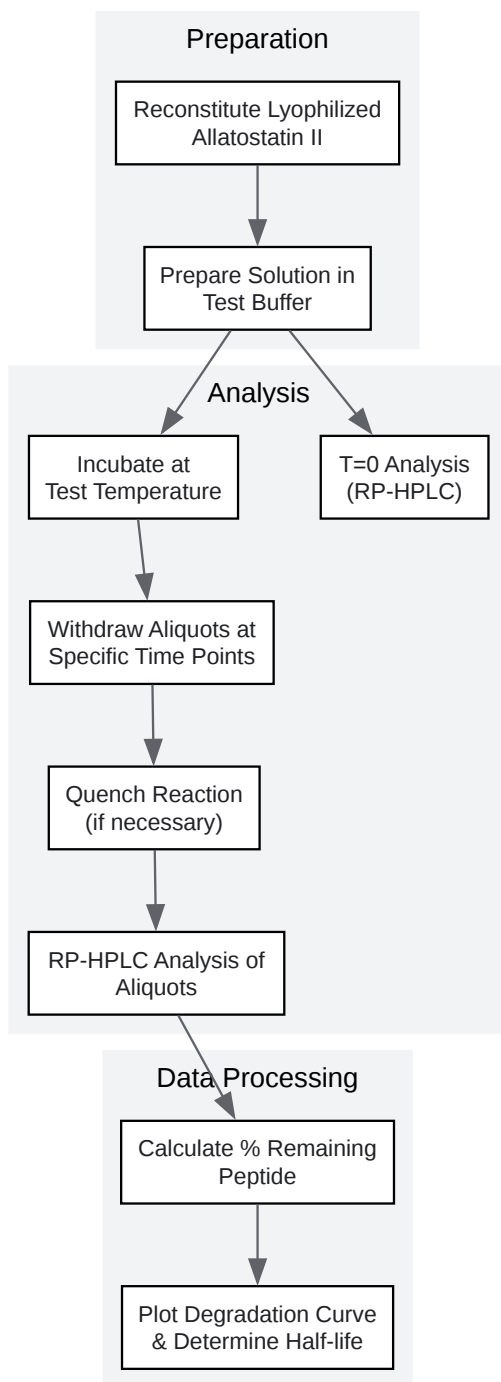 Preparation
Reconstitute Lyophilized
Allatostatin II
Prepare Solution in
Test Buffer
Analysis
Incubate at
Test Temperature
T=0 Analysis
(RP-HPLC)
Withdraw Aliquots at
Specific Time Points
Quench Reaction
(if necessary)
RP-HPLC Analysis of
Aliquots
Data Processing
Calculate % Remaining
Peptide
Plot Degradation Curve
& Determine Half-life